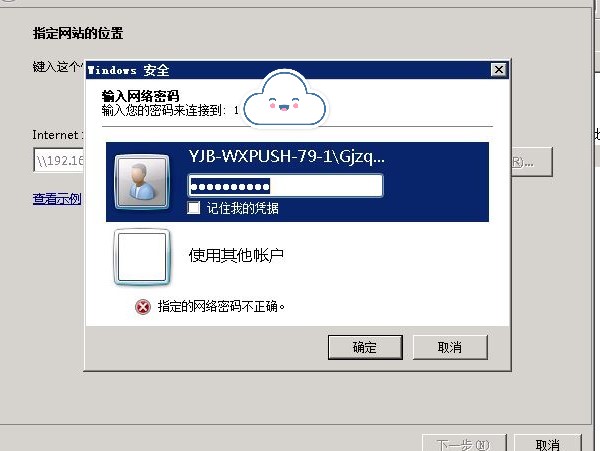 指定网站的位置
键入这个
Windows 安全
输入网络密码
输入您的密码来连接到: 1
Internet
YJB-WXPUSH-79-1\Gjzq...
\\192.16
(R)...
●●●●●●●●●●
查看示例
记住我的凭据
使用其他帐户
指定的网络密码不正确。
确定
取消
下一步(N)
取消